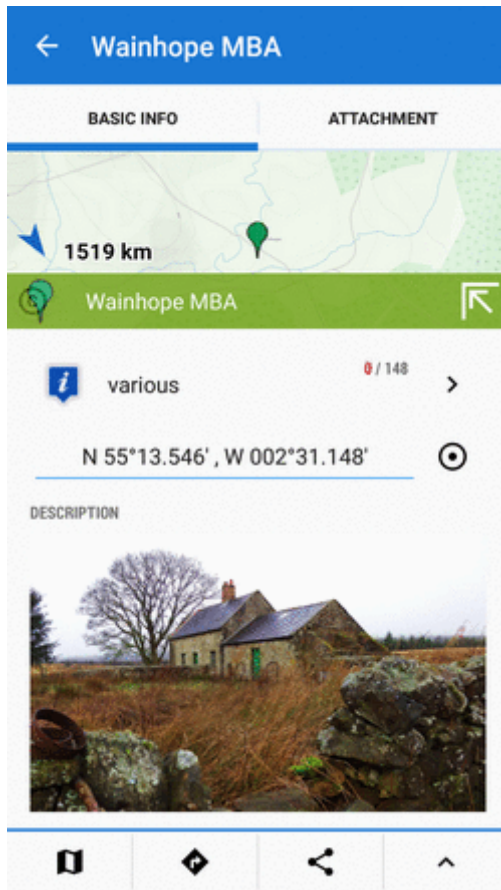 Wainhope MBA
BASIC INFO
ATTACHMENT
1519 km
Wainhope MBA
various
0 / 148
N 55°13.546' , W 002°31.148'
DESCRIPTION